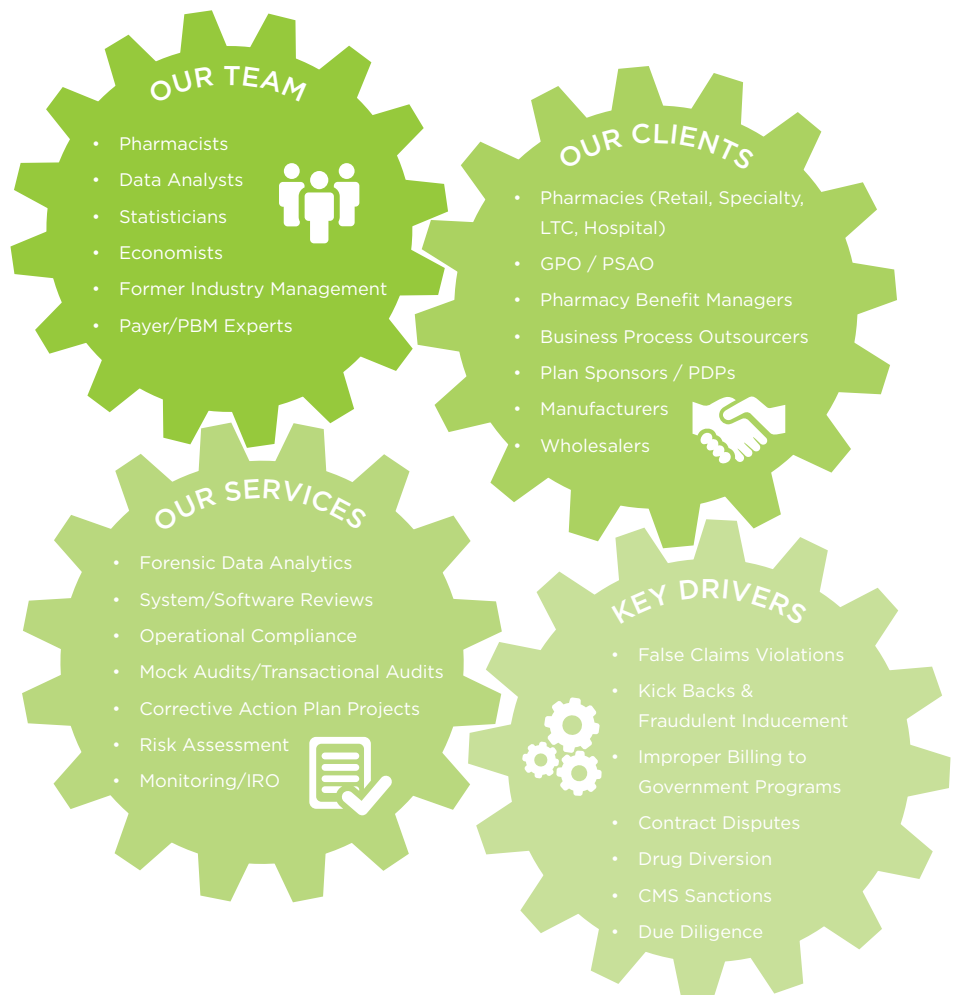 OUR TEAM
• Pharmacists
• Data Analysts
• Statisticians
• Economists
• Former Industry Management
• Payer/PBM Experts
OUR CLIENTS
• Pharmacies (Retail, Specialty,
LTC, Hospital)
• GPO / PSAO
• Pharmacy Benefit Managers
• Business Process Outsourcers
• Plan Sponsors / PDPs
• Manufacturers
• Wholesalers
OUR SERVICES
• Forensic Data Analytics
• System/Software Reviews
• Operational Compliance
• Mock Audits/Transactional Audits
• Corrective Action Plan Projects
• Risk Assessment
• Monitoring/IRO
KEY DRIVERS
• False Claims Violations
• Kick Backs &
Fraudulent Inducement
• Improper Billing to
Government Programs
• Contract Disputes
• Drug Diversion
• CMS Sanctions
• Due Diligence